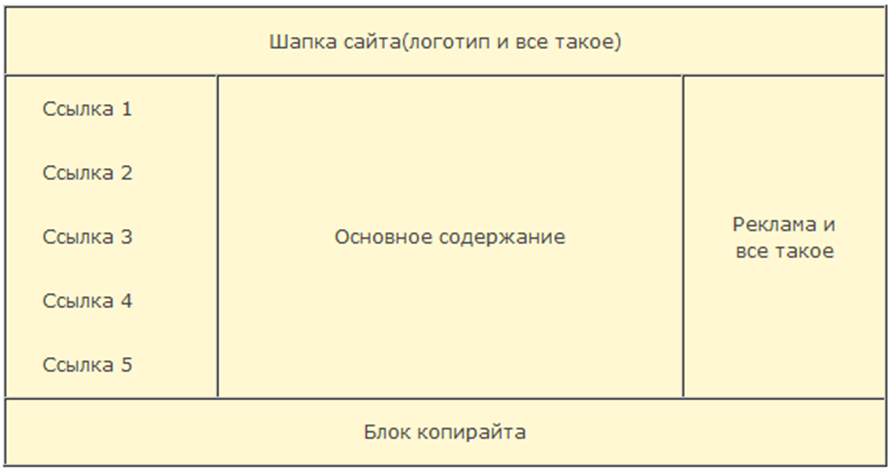 Шапка сайта(логотип и все такое)
Ссылка 1
Ссылка 2
Ссылка 3
Ссылка 4
Ссылка 5
Основное содержание
Реклама и
все такое
Блок копирайта